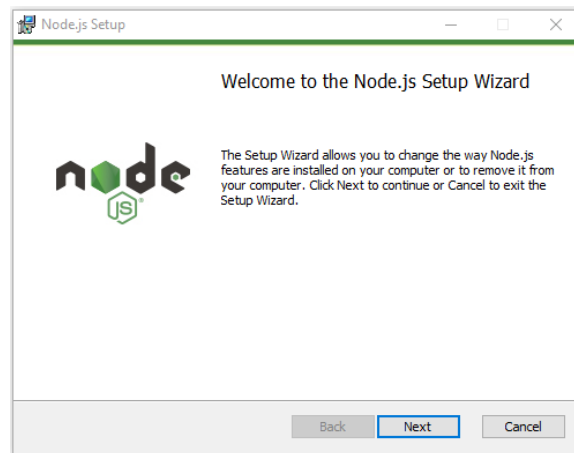 Node.js Setup
Welcome to the Node.js Setup Wizard
node
JS
The Setup Wizard allows you to change the way Node.js
features are installed on your computer or to remove it from
your computer. Click Next to continue or Cancel to exit the
Setup Wizard.
Back Next Cancel